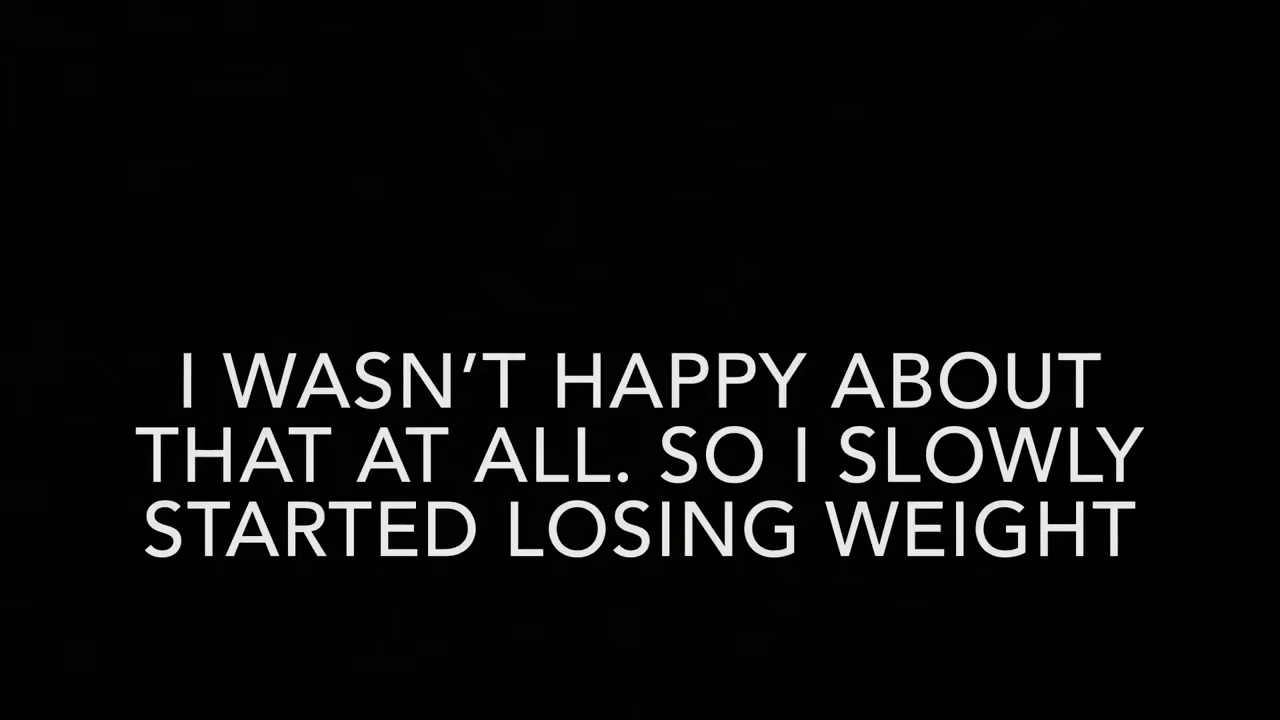 I WASN’T HAPPY ABOUT
THAT AT ALL. SO I SLOWLY
STARTED LOSING WEIGHT